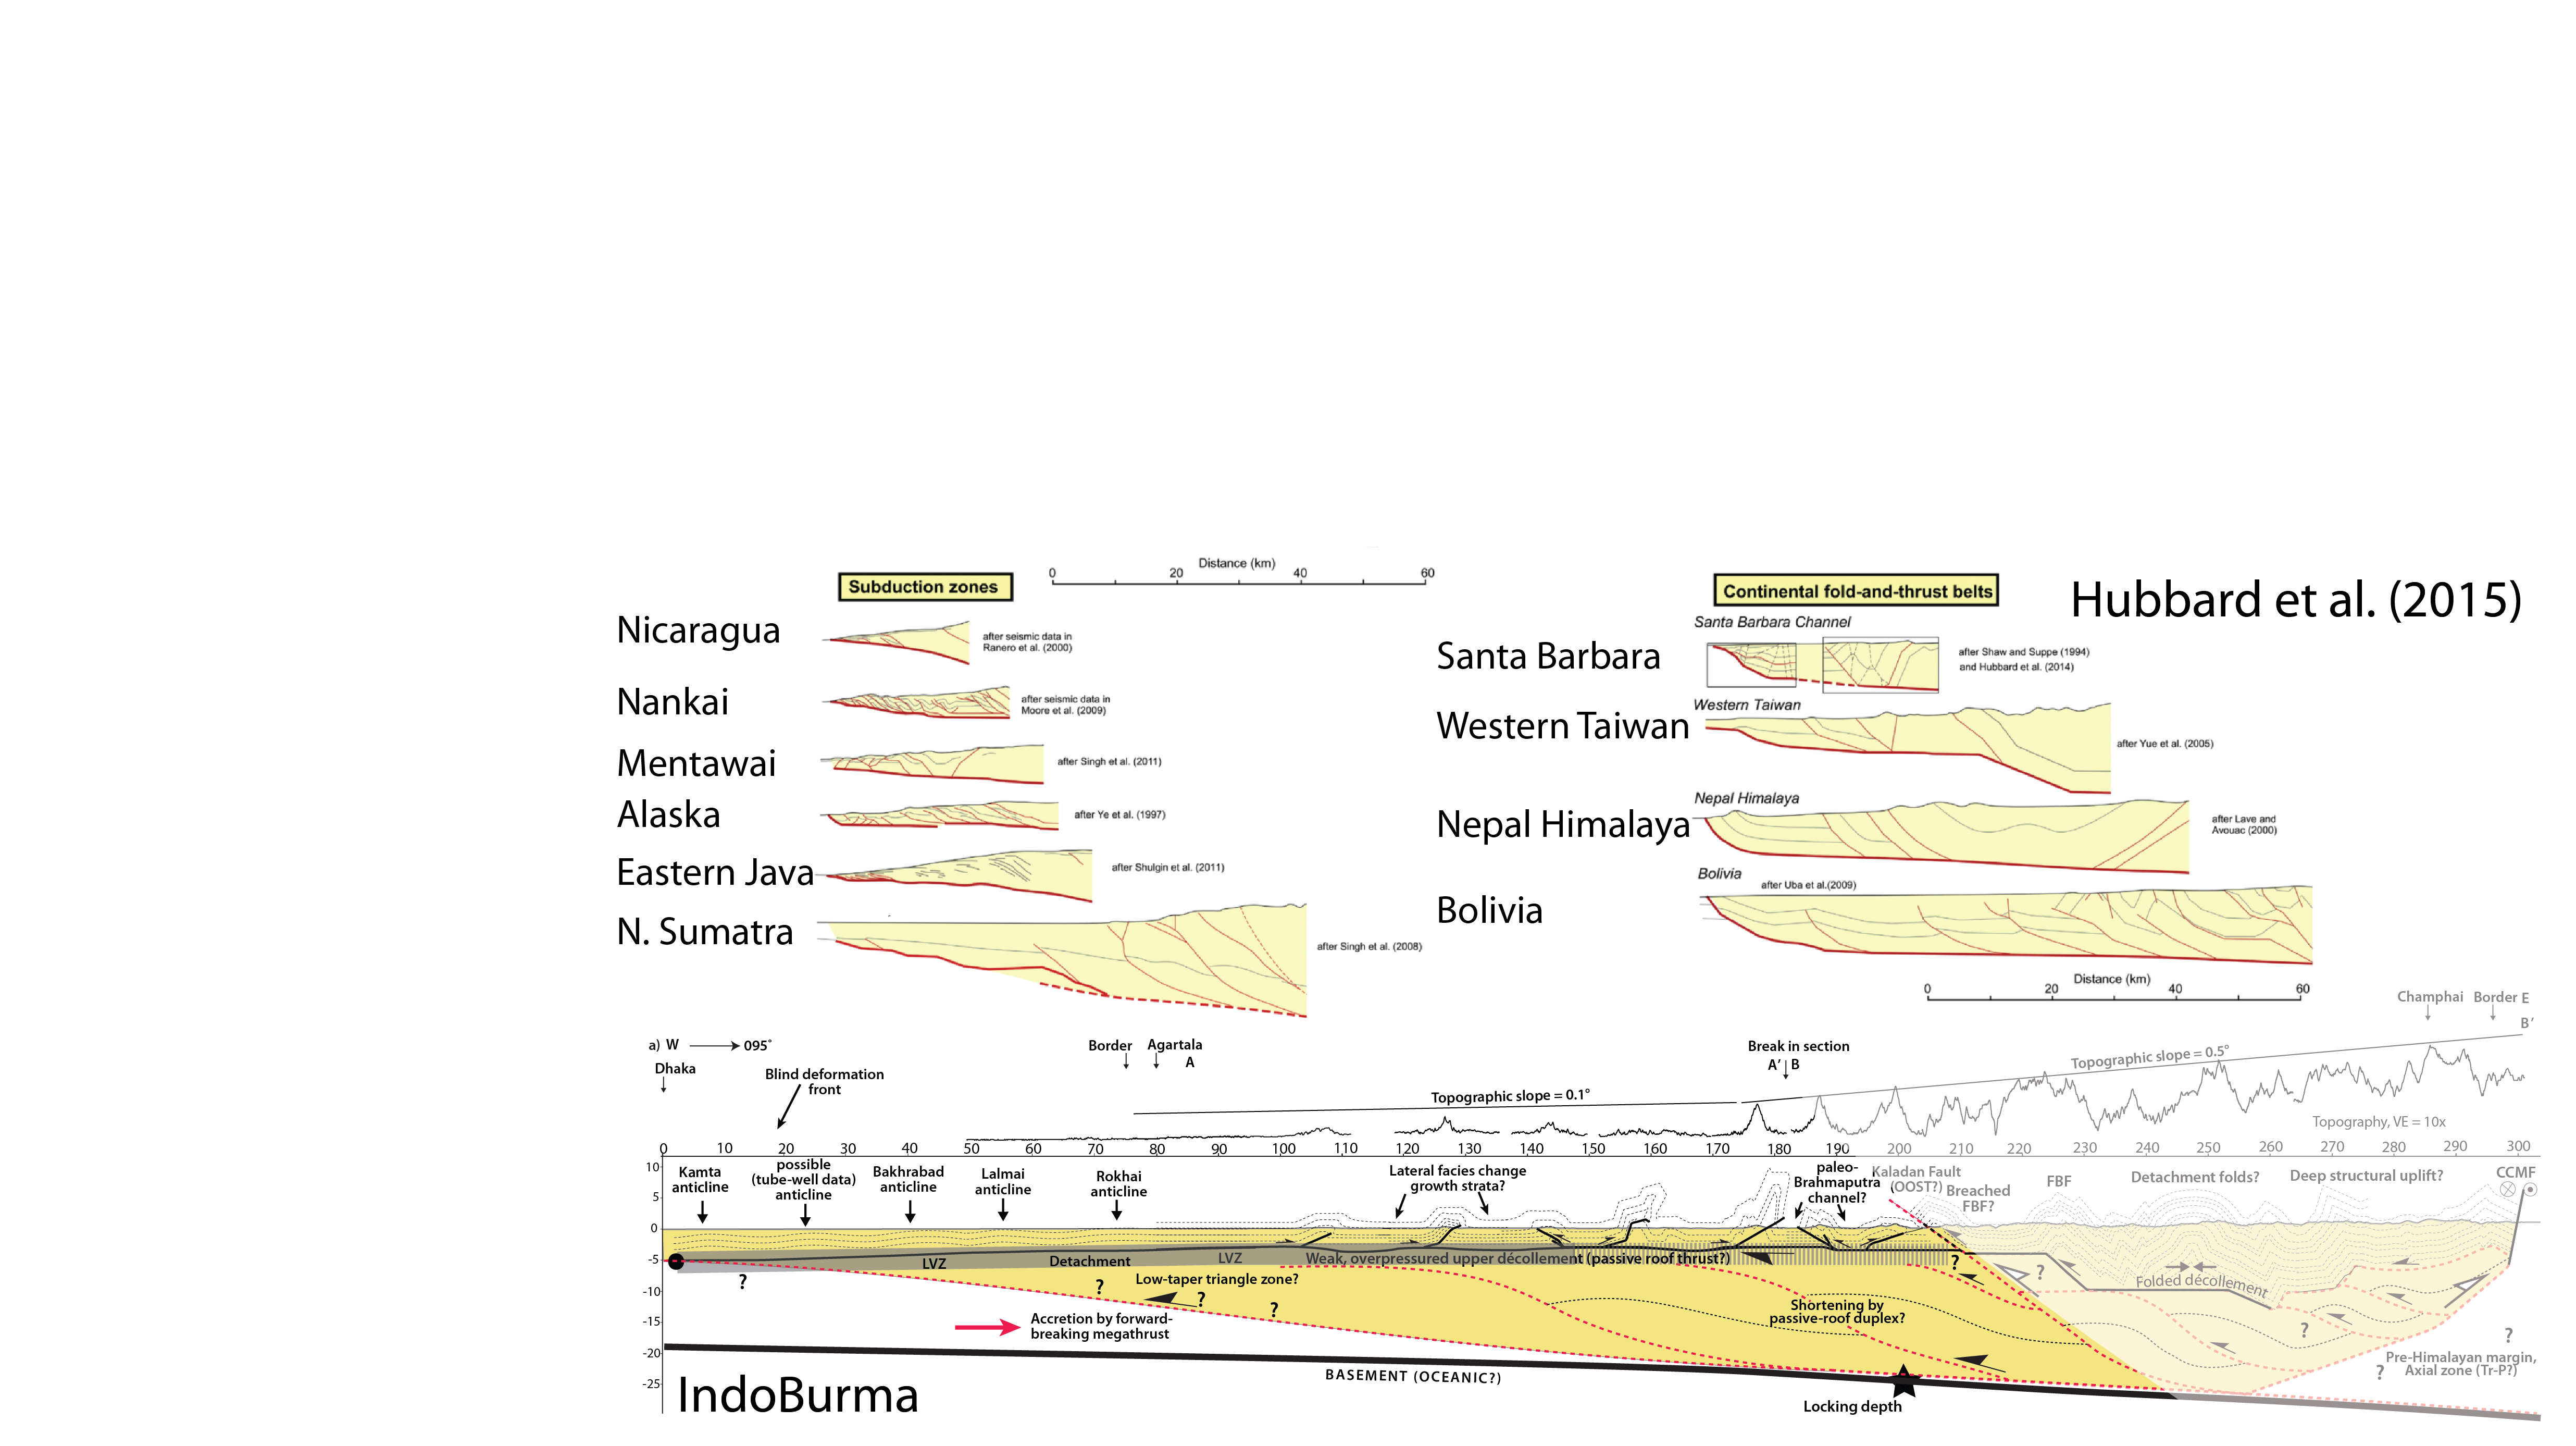 Distance (km)
0 20 40 60
Subduction zones
Continental fold-and-thrust belts
Hubbard et al. (2015)
Nicaragua
after seismic data in
Ranero et al. (2000)
Nankai
after seismic data in
Moore et al. (2009)
Mentawai
after Singh et al. (2011)
Alaska
after Ye et al. (1997)
Eastern Java
after Shulgin et al. (2011)
N. Sumatra
after Singh et al. (2008)
Santa Barbara Channel
Santa Barbara
after Shaw and Suppe (1994)
and Hubbard et al. (2014)
Western Taiwan
Western Taiwan
after Yue et al. (2005)
Nepal Himalaya
Nepal Himalaya
after Lave and
Avouac (2000)
Bolivia
after Uba et al.(2009)
Bolivia
Distance (km)
0 20 40 60
Champhai Border E
B'
a) W 095°
Dhaka
Blind deformation
front
Border Agartala
A
Break in section
A' B
Topographic slope = 0.1°
Topographic slope = 0.5°
Topography, VE = 10x
0 10 20 30 40 50 60 70 80 90 100 110 120 130 140 150 160 170 180 190 200 210 220 230 240 250 260 270 280 290 300
10
5
0
-5
-10
-15
-20
-25
Kamta
anticline
possible
(tube-well data)
anticline
Bakhrabad
anticline
Lalmai
anticline
Rokhai
anticline
Lateral facies change
growth strata?
paleo-
Brahmaputra
channel?
Kaladan Fault
(OOST?)
Breached
FBF?
FBF
Detachment folds?
Deep structural uplift?
CCMF
LVZ
Detachment
LVZ
Weak, overpressured upper décollement (passive roof thrust?)
?
?
?
?
?
?
Low-taper triangle zone?
Folded décollement
Accretion by forward-
breaking megathrust
Shortening by
passive-roof duplex?
?
?
?
Pre-Himalayan margin,
Axial zone (Tr-P?)
BASEMENT (OCEANIC?)
Locking depth
IndoBurma